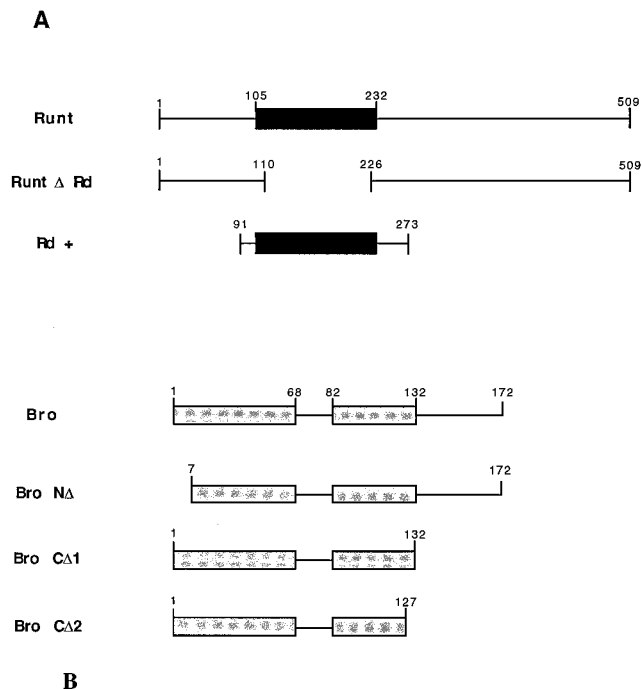 A
105 232
1 509
Runt
1 110 226 509
Runt Δ Rd
91 273
Rd +
1 68 82 132 172
Bro
7 172
Bro NΔ
1 132
Bro CΔ1
1 127
Bro CΔ2
B